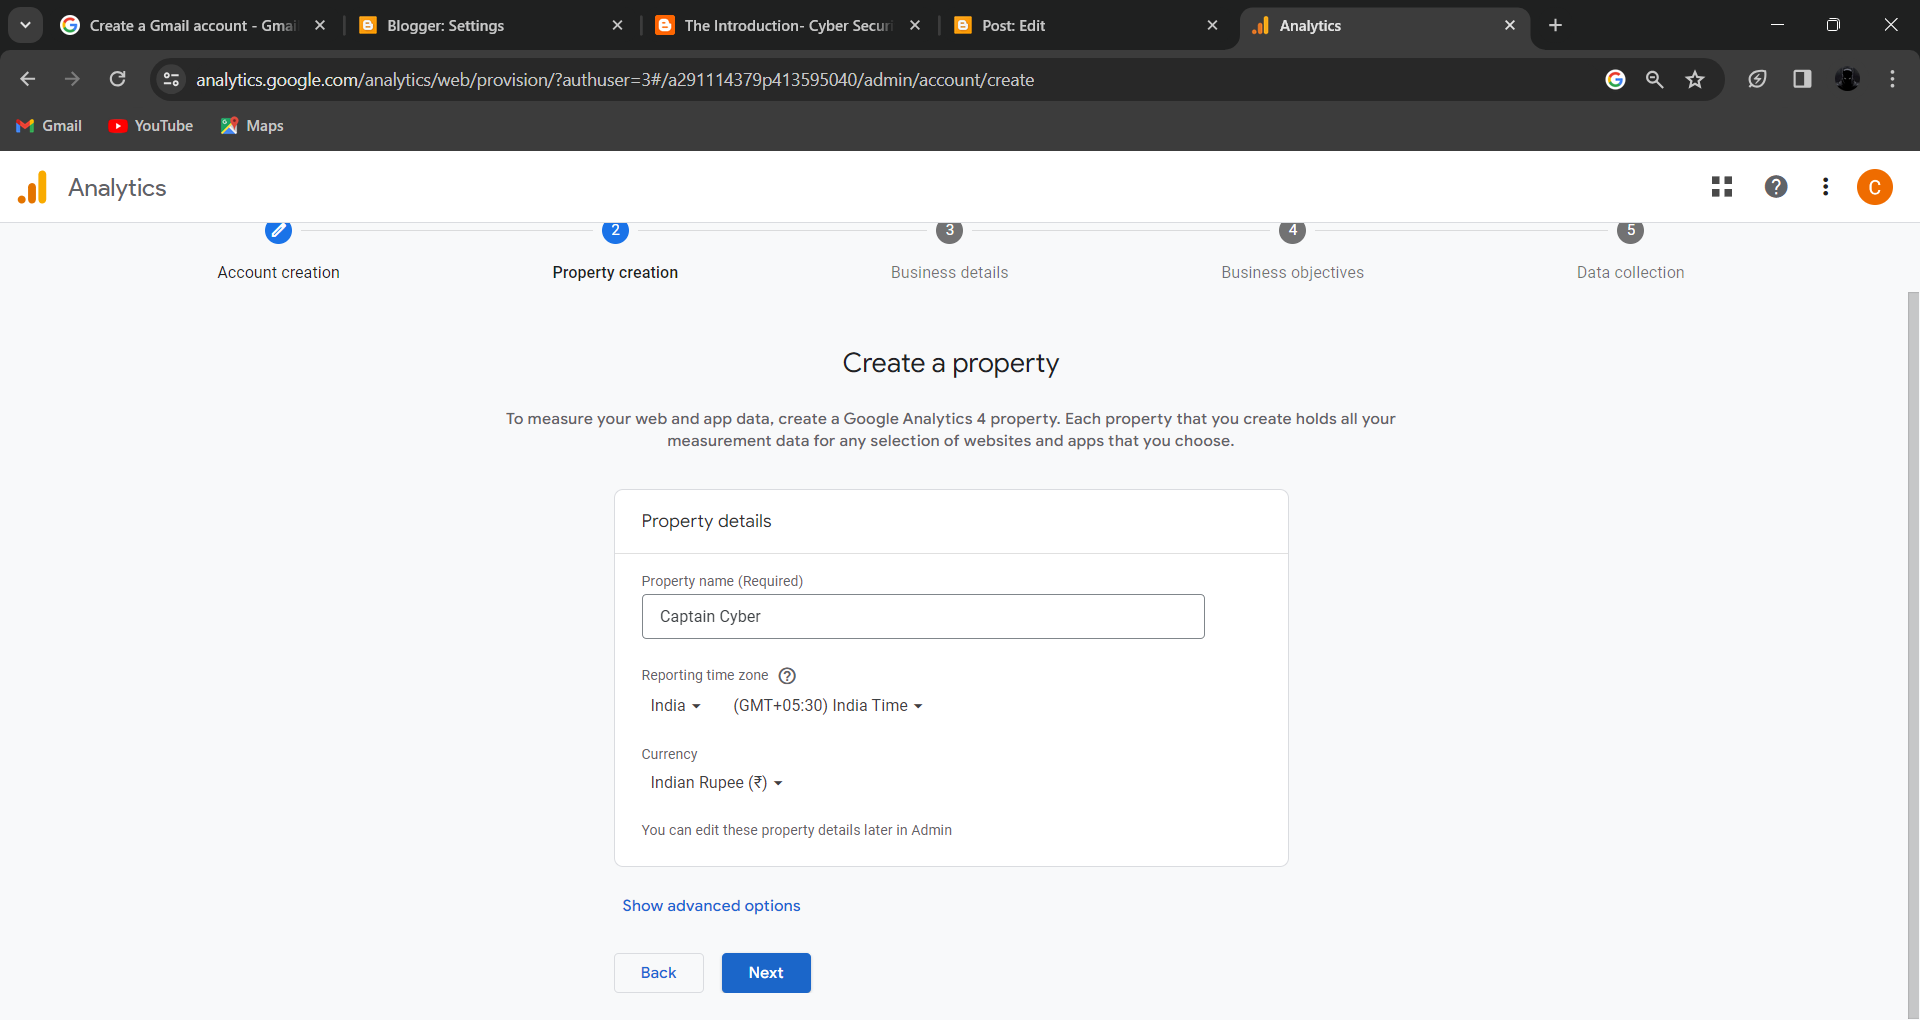 Create a Gmail account - Gmai
Blogger: Settings
The Introduction- Cyber Securi
Post: Edit
Analytics
analytics.google.com/analytics/web/provision/?authuser=3#/a291114379p413595040/admin/account/create
Gmail
YouTube
Maps
Analytics
C
2
3
4
5
Account creation
Property creation
Business details
Business objectives
Data collection
Create a property
To measure your web and app data, create a Google Analytics 4 property. Each property that you create holds all your
measurement data for any selection of websites and apps that you choose.
Property details
Property name (Required)
Captain Cyber
Reporting time zone
India
(GMT+05:30) India Time
Currency
Indian Rupee (₹)
You can edit these property details later in Admin
Show advanced options
Back
Next